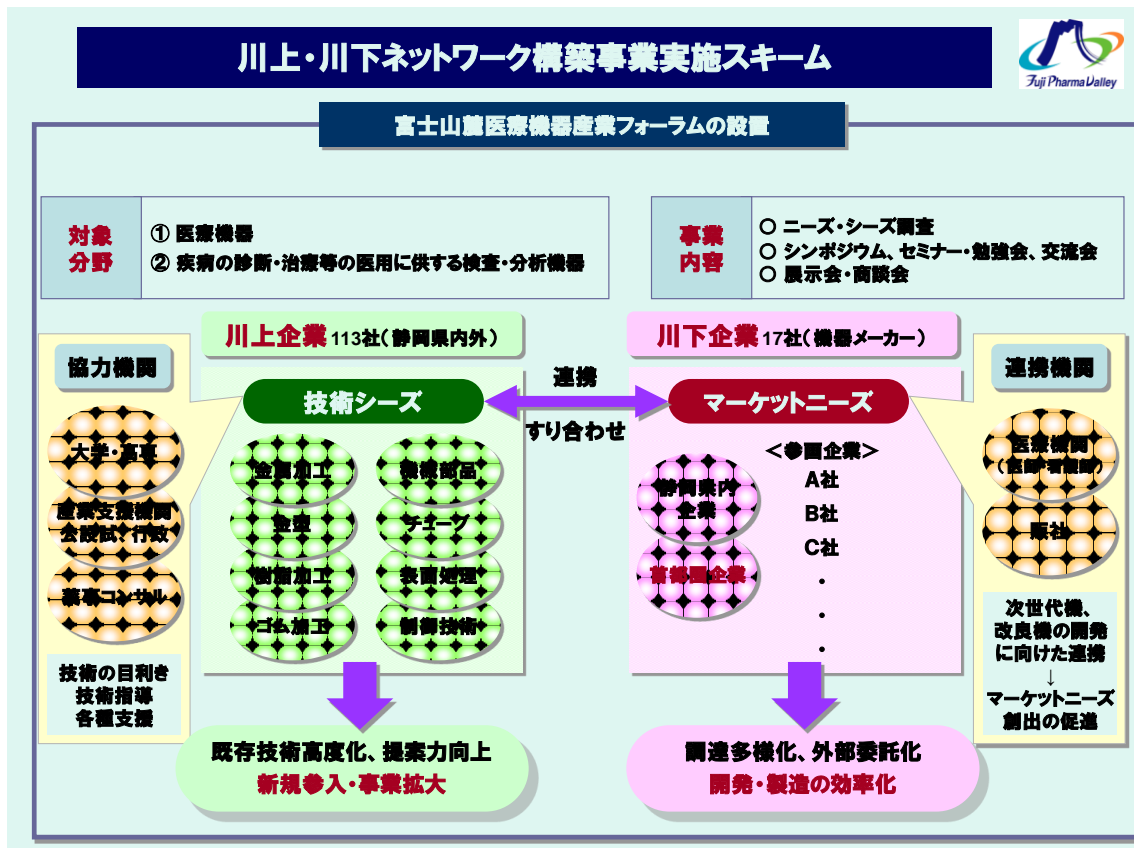 川上・川下ネットワーク構築事業実施スキーム
Fuji Pharma Valley
富士山麓医療機器産業フォーラムの設置
対象
分野
① 医療機器
② 疾病の診断・治療等の医用に供する検査・分析機器
事業
内容
○ ニーズ・シーズ調査
○ シンポジウム、セミナー・勉強会、交流会
○ 展示会・商談会
川上企業 113社(静岡県内外)
川下企業 17社(機器メーカー)
協力機関
大学・高専
産業支援機関
公設試・行政
薬事コンサル
技術の目利き
技術指導
各種支援
技術シーズ
金属加工
機械部品
金型
チューブ
樹脂加工
表面処理
ゴム加工
制御技術
連携
すり合わせ
マーケットニーズ
静岡県内
企業
首都圏企業
＜参画企業＞
A社
B社
C社
・
・
・
連携機関
医療機関
(医師・看護師)
販社
次世代機、
改良機の開発
に向けた連携
↓
マーケットニーズ
創出の促進
既存技術高度化、提案力向上
新規参入・事業拡大
調達多様化、外部委託化
開発・製造の効率化